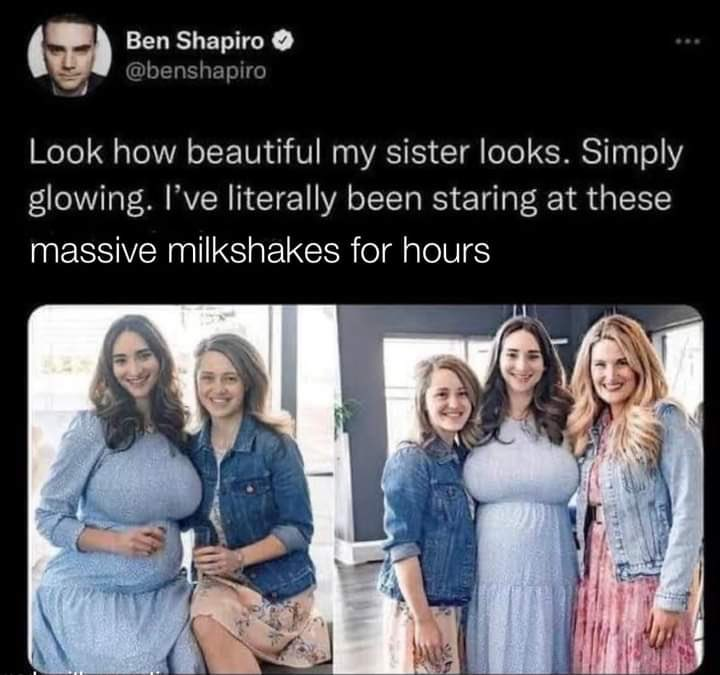 Ben Shapiro
@benshapiro
Look how beautiful my sister looks. Simply
glowing. I've literally been staring at these
massive milkshakes for hours